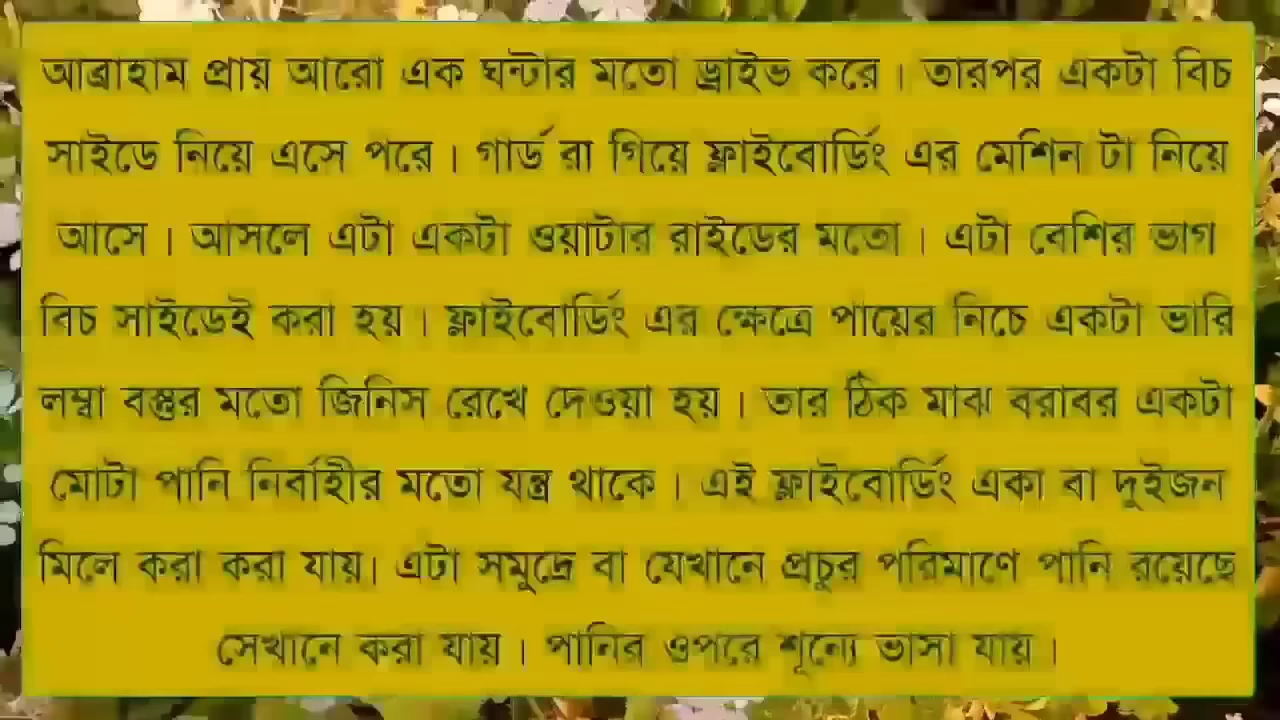 আব্রাহাম প্রায় আরো এক ঘন্টার মতো ড্রাইভ করে । তারপর একটা বিচ
সাইডে নিয়ে এসে পরে । গার্ড রা গিয়ে ফ্লাইবোর্ডিং এর মেশিন টা নিয়ে
আসে । আসলে এটা একটা ওয়াটার রাইডের মতো । এটা বেশির ভাগ
বিচ সাইডেই করা হয় । ফ্লাইবোর্ডিং এর ক্ষেত্রে পায়ের নিচে একটা ভারি
লম্বা বস্তুর মতো জিনিস রেখে দেওয়া হয় । তার ঠিক মাঝ বরাবর একটা
মোটা পানি নির্বাহীর মতো যন্ত্র থাকে । এই ফ্লাইবোর্ডিং একা বা দুইজন
মিলে করা করা যায়। এটা সমুদ্রে বা যেখানে প্রচুর পরিমাণে পানি রয়েছে
সেখানে করা যায় । পানির ওপরে শূন্যে ভাসা যায় ।